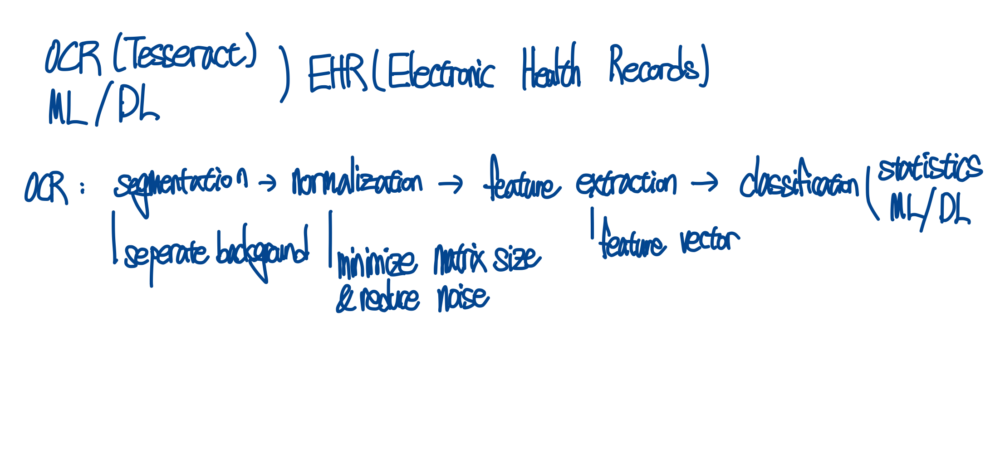 OCR (Tesseract)
ML / DL
) EHR (Electronic Health Records)
OCR : segmentation → normalization → feature extraction → classification ( statistics
ML / DL
seperate background
minimize matrix size
& reduce noise
feature vector